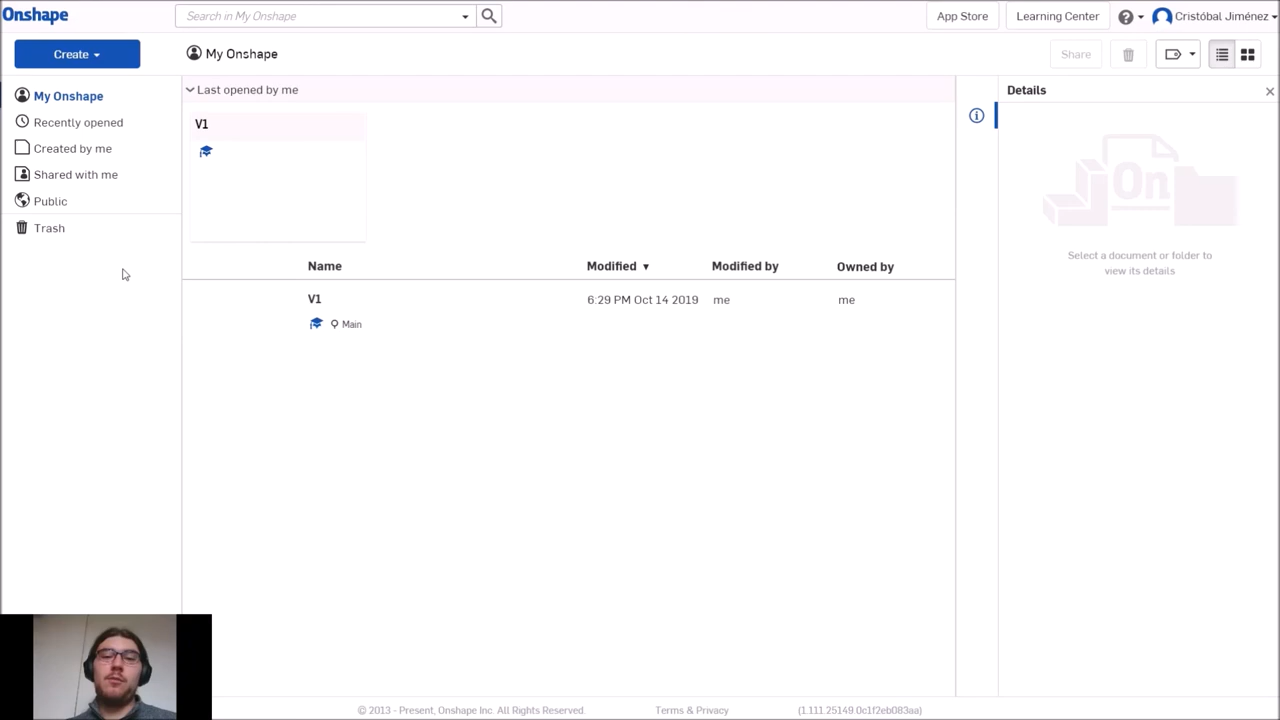 Onshape
Search in My Onshape
App Store
Learning Center
Cristóbal Jiménez
Create
My Onshape
Share
My Onshape
Recently opened
Created by me
Shared with me
Public
Trash
Last opened by me
V1
Name
Modified
Modified by
Owned by
V1
6:29 PM Oct 14 2019
me
me
Main
Details
On
Select a document or folder to
view its details
© 2013 - Present, Onshape Inc. All Rights Reserved.
Terms & Privacy
(1.111.25149.0c1f2eb083aa)